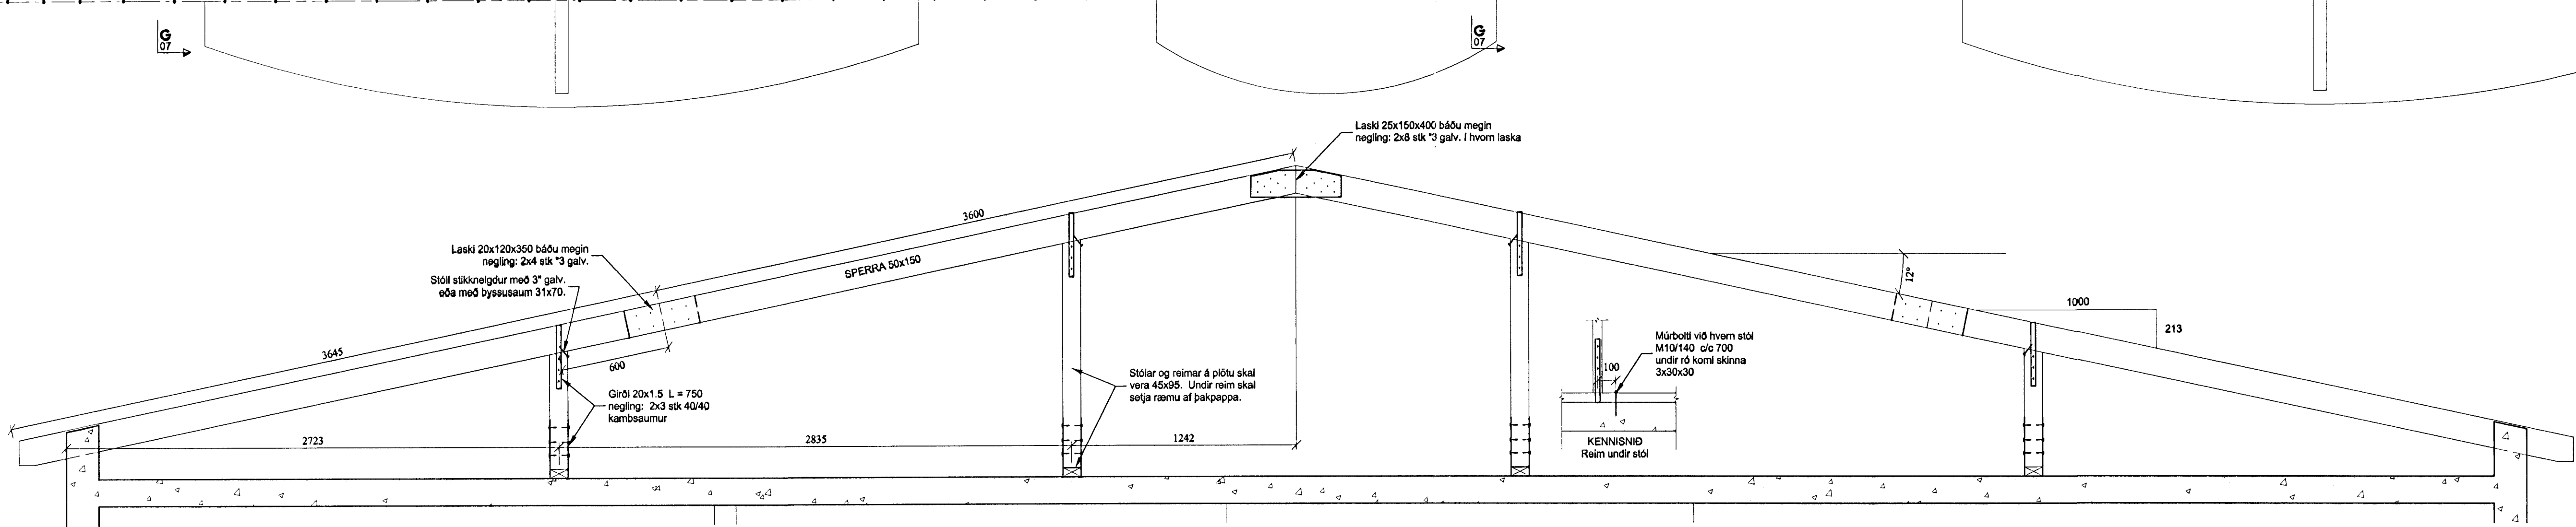 G
07
G
07
Laski 25x150x400 báðu megin
negling: 2x8 stk "3 galv. í hvorn laska
3600
Laski 20x120x350 báðu megin
negling: 2x4 stk "3 galv.
SPERRA 50x150
Stóll stikkneigdur með 3" galv.
eða með byssusaum 31x70.
12°
1000
213
3645
600
Múrbolti við hvern stól
M10/140 c/c 700
undir ró komi skinna
3x30x30
100
Stólar og reimar á plötu skal
vera 45x95. Undir reim skal
setja ræmu af þakpappa.
Girði 20x1.5 L = 750
negling: 2x3 stk 40/40
kambsaumur
2723
2835
1242
KENNISNIÐ
Reim undir stól